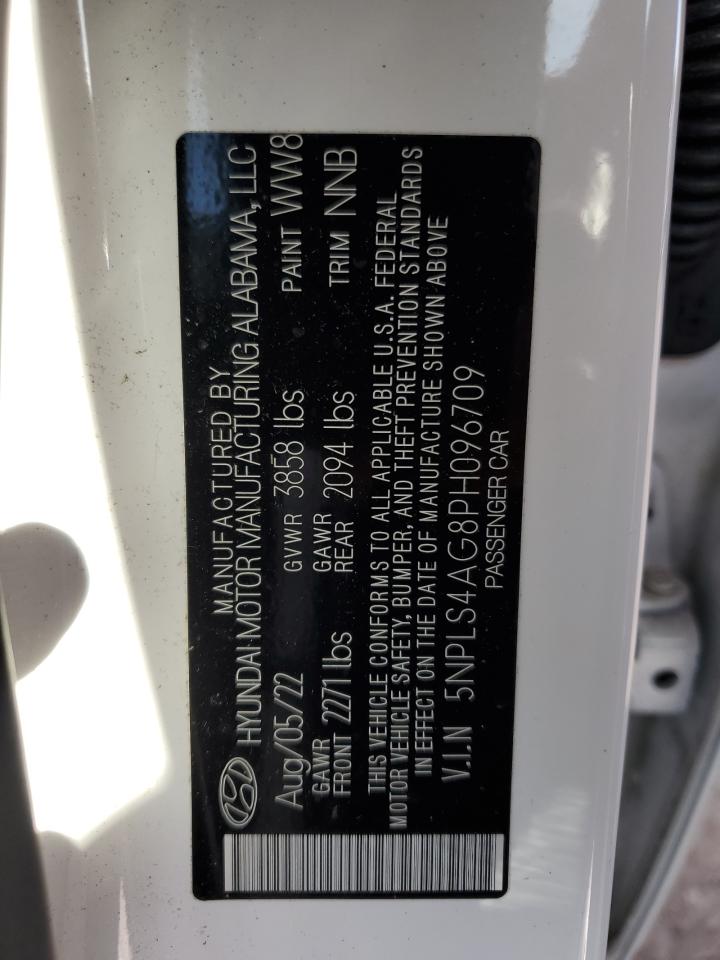 MANUFACTURED BY
HYUNDAI MOTOR MANUFACTURING ALABAMA, LLC
Aug/05/22 GVWR 3858 lbs PAINT WW8
GAWR FRONT 2271 lbs GAWR REAR 2094 lbs TRIM NNB
THIS VEHICLE CONFORMS TO ALL APPLICABLE U.S.A. FEDERAL
MOTOR VEHICLE SAFETY, BUMPER, AND THEFT PREVENTION STANDARDS
IN EFFECT ON THE DATE OF MANUFACTURE SHOWN ABOVE
V.I.N 5NPLS4AG8PH096709
PASSENGER CAR